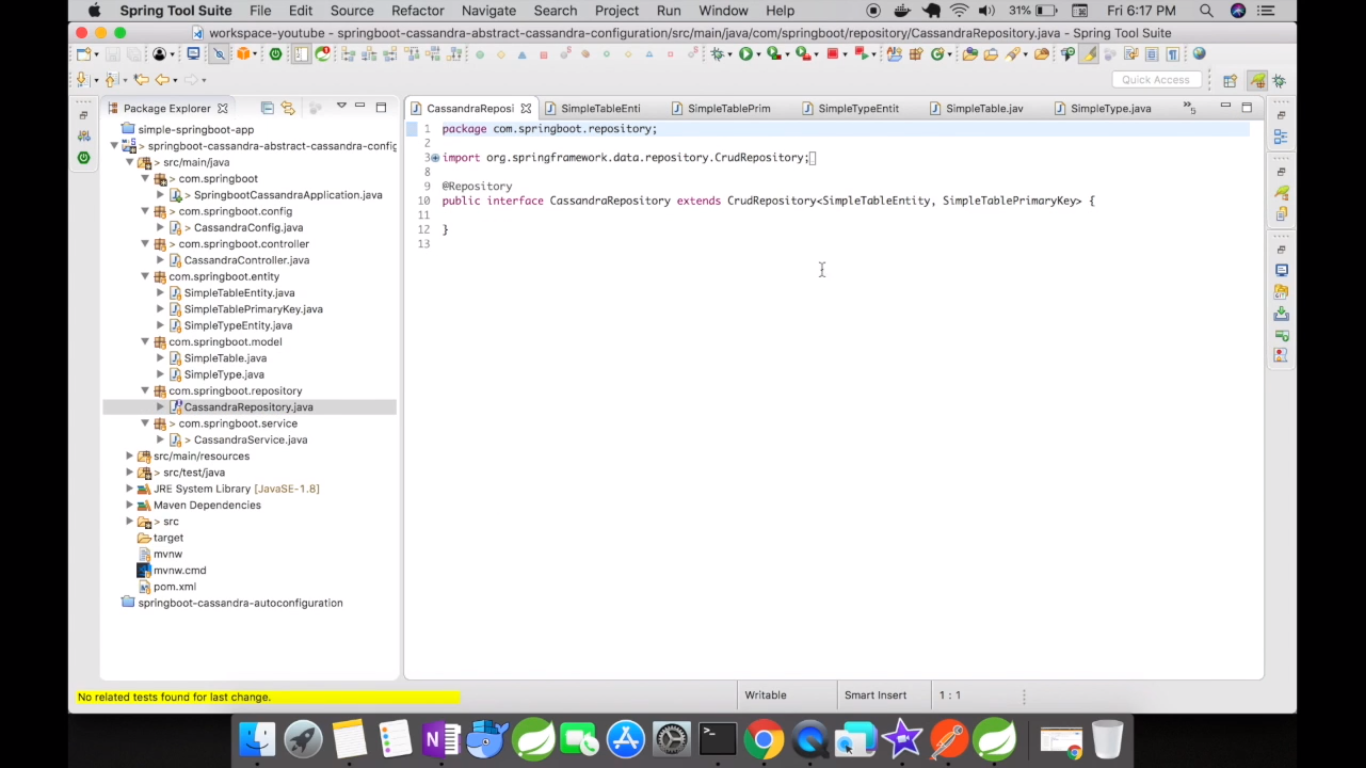 Spring Tool Suite File Edit Source Refactor Navigate Search Project Run Window Help 31% Fri 6:17 PM
workspace-youtube - springboot-cassandra-abstract-cassandra-configuration/src/main/java/com/springboot/repository/CassandraRepository.java - Spring Tool Suite
Quick Access
Package Explorer
simple-springboot-app
> springboot-cassandra-abstract-cassandra-config
> src/main/java
> com.springboot
> SpringbootCassandraApplication.java
> com.springboot.config
> CassandraConfig.java
> com.springboot.controller
CassandraController.java
com.springboot.entity
SimpleTableEntity.java
SimpleTablePrimaryKey.java
SimpleTypeEntity.java
com.springboot.model
SimpleTable.java
SimpleType.java
com.springboot.repository
CassandraRepository.java
> com.springboot.service
> CassandraService.java
src/main/resources
> src/test/java
JRE System Library [JavaSE-1.8]
Maven Dependencies
> src
target
mvnw
mvnw.cmd
pom.xml
springboot-cassandra-autoconfiguration
CassandraReposi SimpleTableEnti SimpleTablePrim SimpleTypeEntit SimpleTable.jav SimpleType.java »5
1 package com.springboot.repository;
2
3 import org.springframework.data.repository.CrudRepository;
8
9 @Repository
10 public interface CassandraRepository extends CrudRepository<SimpleTableEntity, SimpleTablePrimaryKey> {
11
12 }
13
No related tests found for last change. Writable Smart Insert 1 : 1